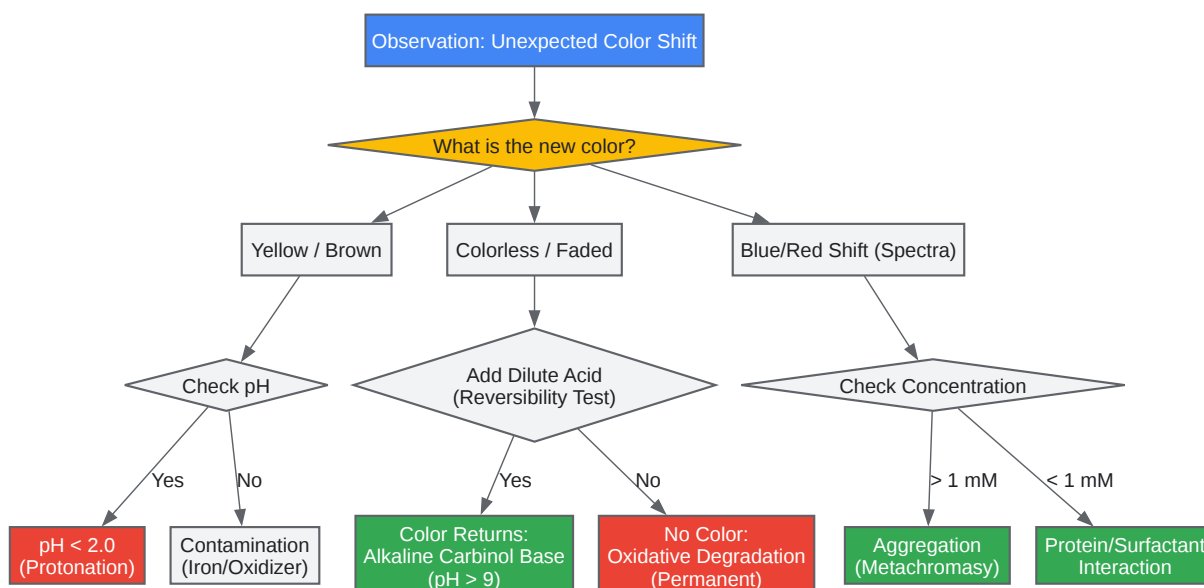 Observation: Unexpected Color Shift
What is the new color?
Yellow / Brown
Colorless / Faded
Blue/Red Shift (Spectra)
Check pH
Add Dilute Acid
(Reversibility Test)
Check Concentration
Yes
No
Yes
No
> 1 mM
< 1 mM
pH < 2.0
(Protonation)
Contamination
(Iron/Oxidizer)
Color Returns:
Alkaline Carbinol Base
(pH > 9)
No Color:
Oxidative Degradation
(Permanent)
Aggregation
(Metachromasy)
Protein/Surfactant
Interaction